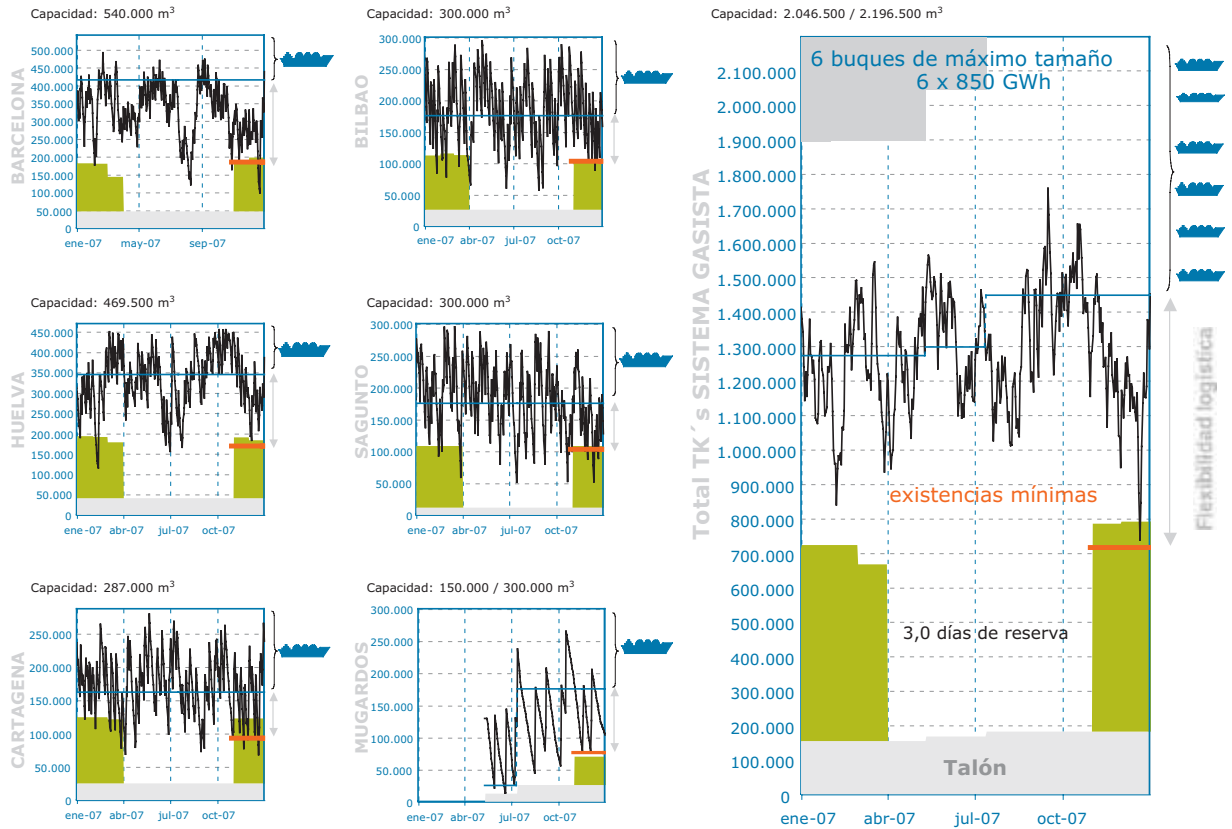 Capacidad: 540.000 m³
BARCELONA
500.000
450.000
400.000
350.000
300.000
250.000
200.000
150.000
100.000
50.000
0
ene-07 may-07 sep-07
Capacidad: 300.000 m³
BILBAO
300.000
250.000
200.000
150.000
100.000
50.000
0
ene-07 abr-07 jul-07 oct-07
Capacidad: 469.500 m³
HUELVA
450.000
400.000
350.000
300.000
250.000
200.000
150.000
100.000
50.000
0
ene-07 abr-07 jul-07 oct-07
Capacidad: 300.000 m³
SAGUNTO
300.000
250.000
200.000
150.000
100.000
50.000
0
ene-07 abr-07 jul-07 oct-07
Capacidad: 287.000 m³
CARTAGENA
250.000
200.000
150.000
100.000
50.000
0
ene-07 abr-07 jul-07 oct-07
Capacidad: 150.000 / 300.000 m³
MUGARDOS
300.000
250.000
200.000
150.000
100.000
50.000
0
ene-07 abr-07 jul-07 oct-07
Capacidad: 2.046.500 / 2.196.500 m³
Total TK´s SISTEMA GASISTA
2.100.000
2.000.000
1.900.000
1.800.000
1.700.000
1.600.000
1.500.000
1.400.000
1.300.000
1.200.000
1.100.000
1.000.000
900.000
800.000
700.000
600.000
500.000
400.000
300.000
200.000
100.000
0
ene-07 abr-07 jul-07 oct-07
6 buques de máximo tamaño
6 x 850 GWh
existencias mínimas
3,0 días de reserva
Talón
Flexibilidad logística